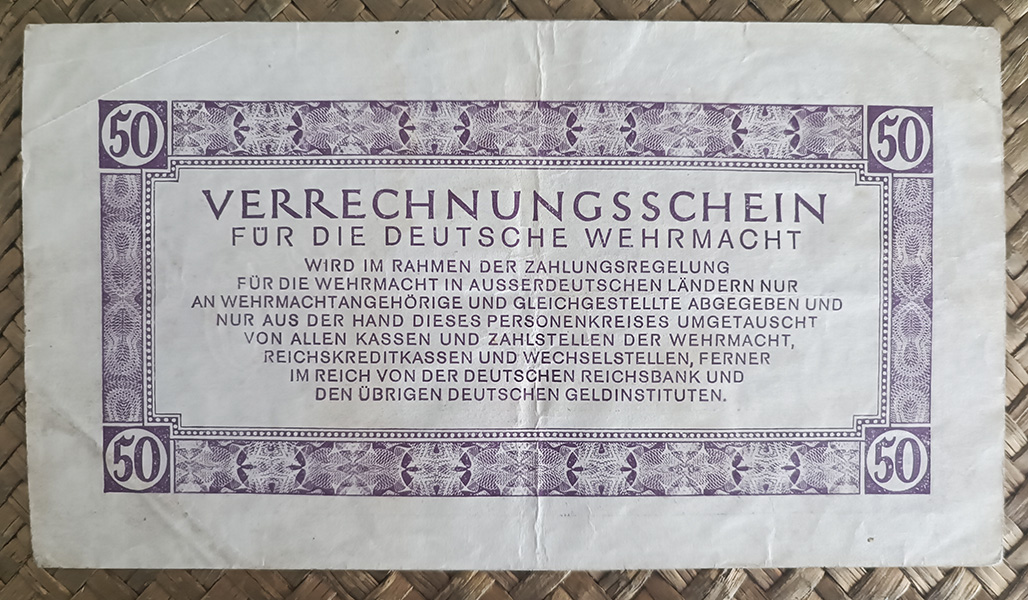 50 50
VERRECHNUNGSSCHEIN
FÜR DIE DEUTSCHE WEHRMACHT
WIRD IM RAHMEN DER ZAHLUNGSREGELUNG
FÜR DIE WEHRMACHT IN AUSSERDEUTSCHEN LÄNDERN NUR
AN WEHRMACHTANGEHÖRIGE UND GLEICHGESTELLTE ABGEGEBEN UND
NUR AUS DER HAND DIESES PERSONENKREISES UMGETAUSCHT
VON ALLEN KASSEN UND ZAHLSTELLEN DER WEHRMACHT,
REICHSKREDITKASSEN UND WECHSELSTELLEN, FERNER
IM REICH VON DER DEUTSCHEN REICHSBANK UND
DEN ÜBRIGEN DEUTSCHEN GELDINSTITUTEN.
50 50